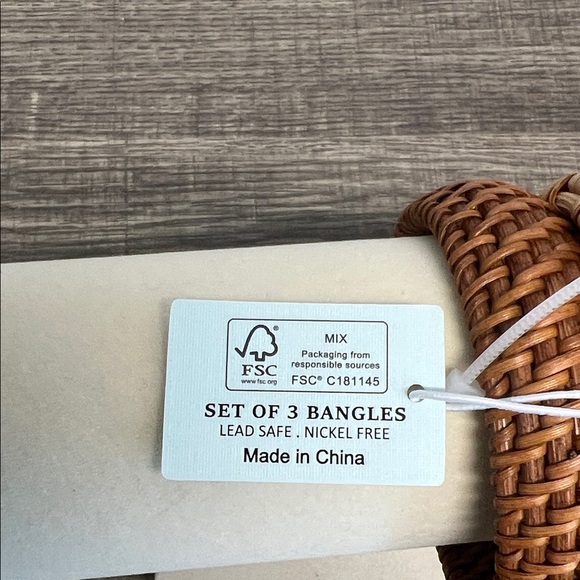 MIX
Packaging from
responsible sources
FSC® C181145
FSC
www.fsc.org
SET OF 3 BANGLES
LEAD SAFE . NICKEL FREE
Made in China